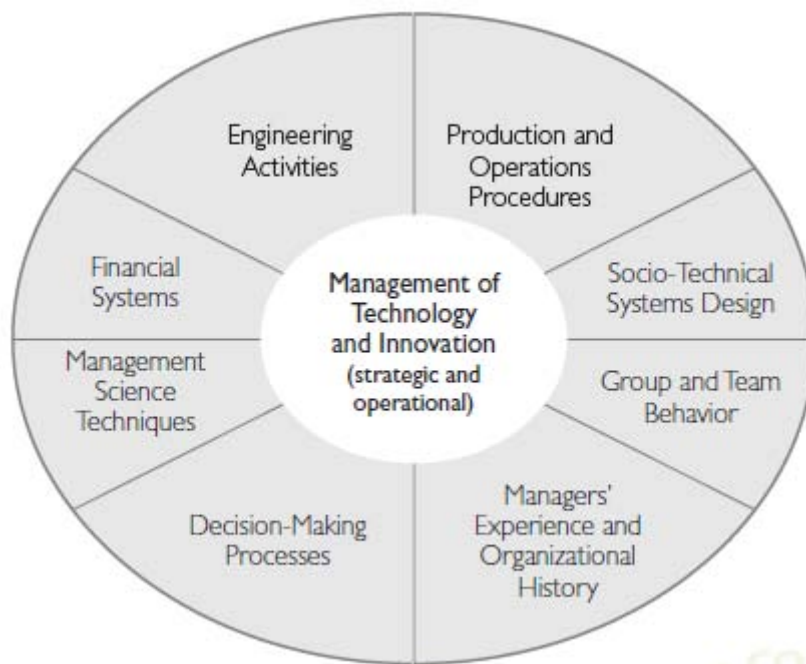 Engineering
Activities
Production and
Operations
Procedures
Financial
Systems
Management of
Technology
and Innovation
(strategic and
operational)
Socio-Technical
Systems Design
Management
Science
Techniques
Group and Team
Behavior
Decision-Making
Processes
Managers'
Experience and
Organizational
History